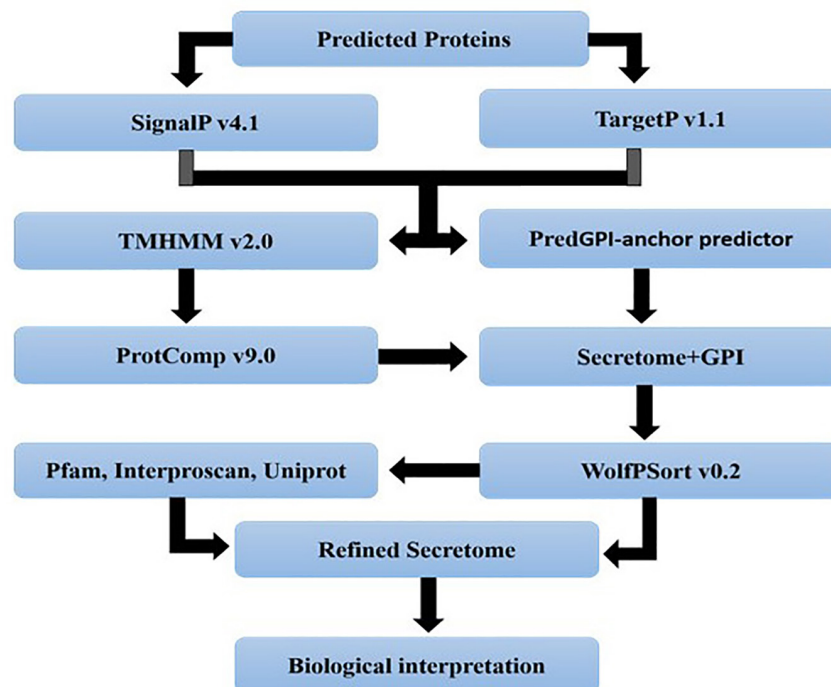 Predicted Proteins
SignalP v4.1
TargetP v1.1
TMHMM v2.0
PredGPI-anchor predictor
ProtComp v9.0
Secretome+GPI
Pfam, Interproscan, Uniprot
WolfPSort v0.2
Refined Secretome
Biological interpretation